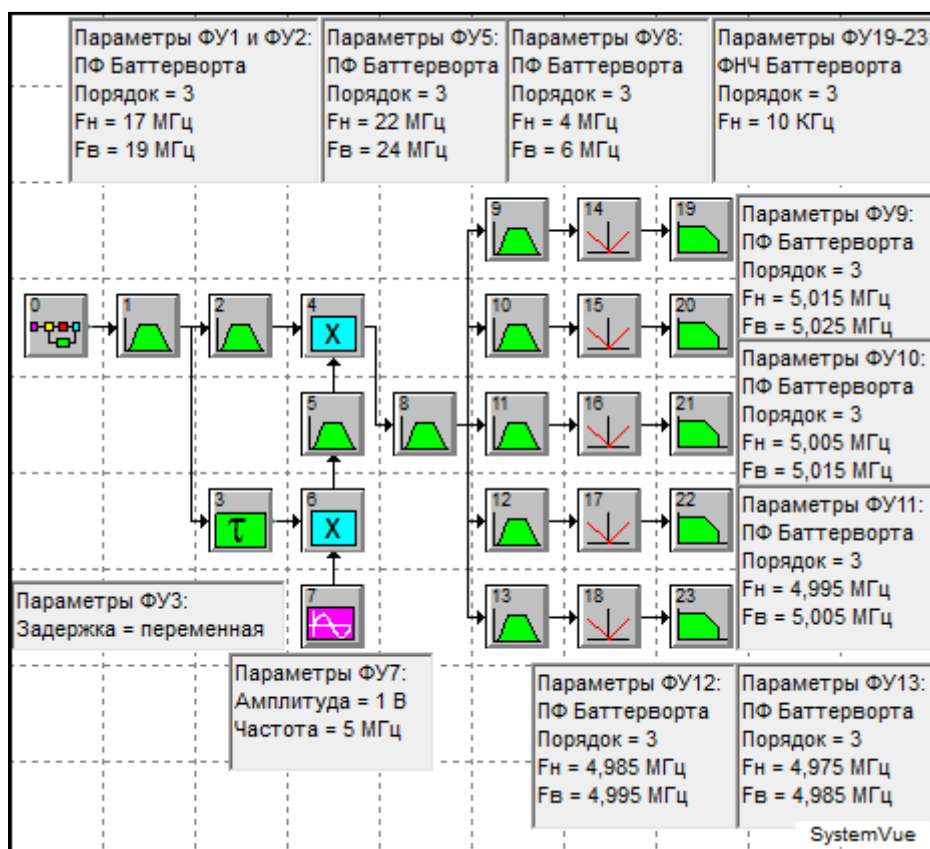 Параметры ФУ1 и ФУ2:
ПФ Баттерворта
Порядок = 3
Fн = 17 МГц
Fв = 19 МГц
Параметры ФУ5:
ПФ Баттерворта
Порядок = 3
Fн = 22 МГц
Fв = 24 МГц
Параметры ФУ8:
ПФ Баттерворта
Порядок = 3
Fн = 4 МГц
Fв = 6 МГц
Параметры ФУ19-23:
ФНЧ Баттерворта
Порядок = 3
Fн = 10 КГц
9
14
19
Параметры ФУ9:
ПФ Баттерворта
Порядок = 3
Fн = 5,015 МГц
Fв = 5,025 МГц
0
1
2
4
X
10
15
20
Параметры ФУ10:
ПФ Баттерворта
Порядок = 3
Fн = 5,005 МГц
Fв = 5,015 МГц
5
8
11
16
21
3
τ
6
X
12
17
22
Параметры ФУ11:
ПФ Баттерворта
Порядок = 3
Fн = 4,995 МГц
Fв = 5,005 МГц
Параметры ФУ3:
Задержка = переменная
7
13
18
23
Параметры ФУ7:
Амплитуда = 1 В
Частота = 5 МГц
Параметры ФУ12:
ПФ Баттерворта
Порядок = 3
Fн = 4,985 МГц
Fв = 4,995 МГц
Параметры ФУ13:
ПФ Баттерворта
Порядок = 3
Fн = 4,975 МГц
Fв = 4,985 МГц
SystemVue